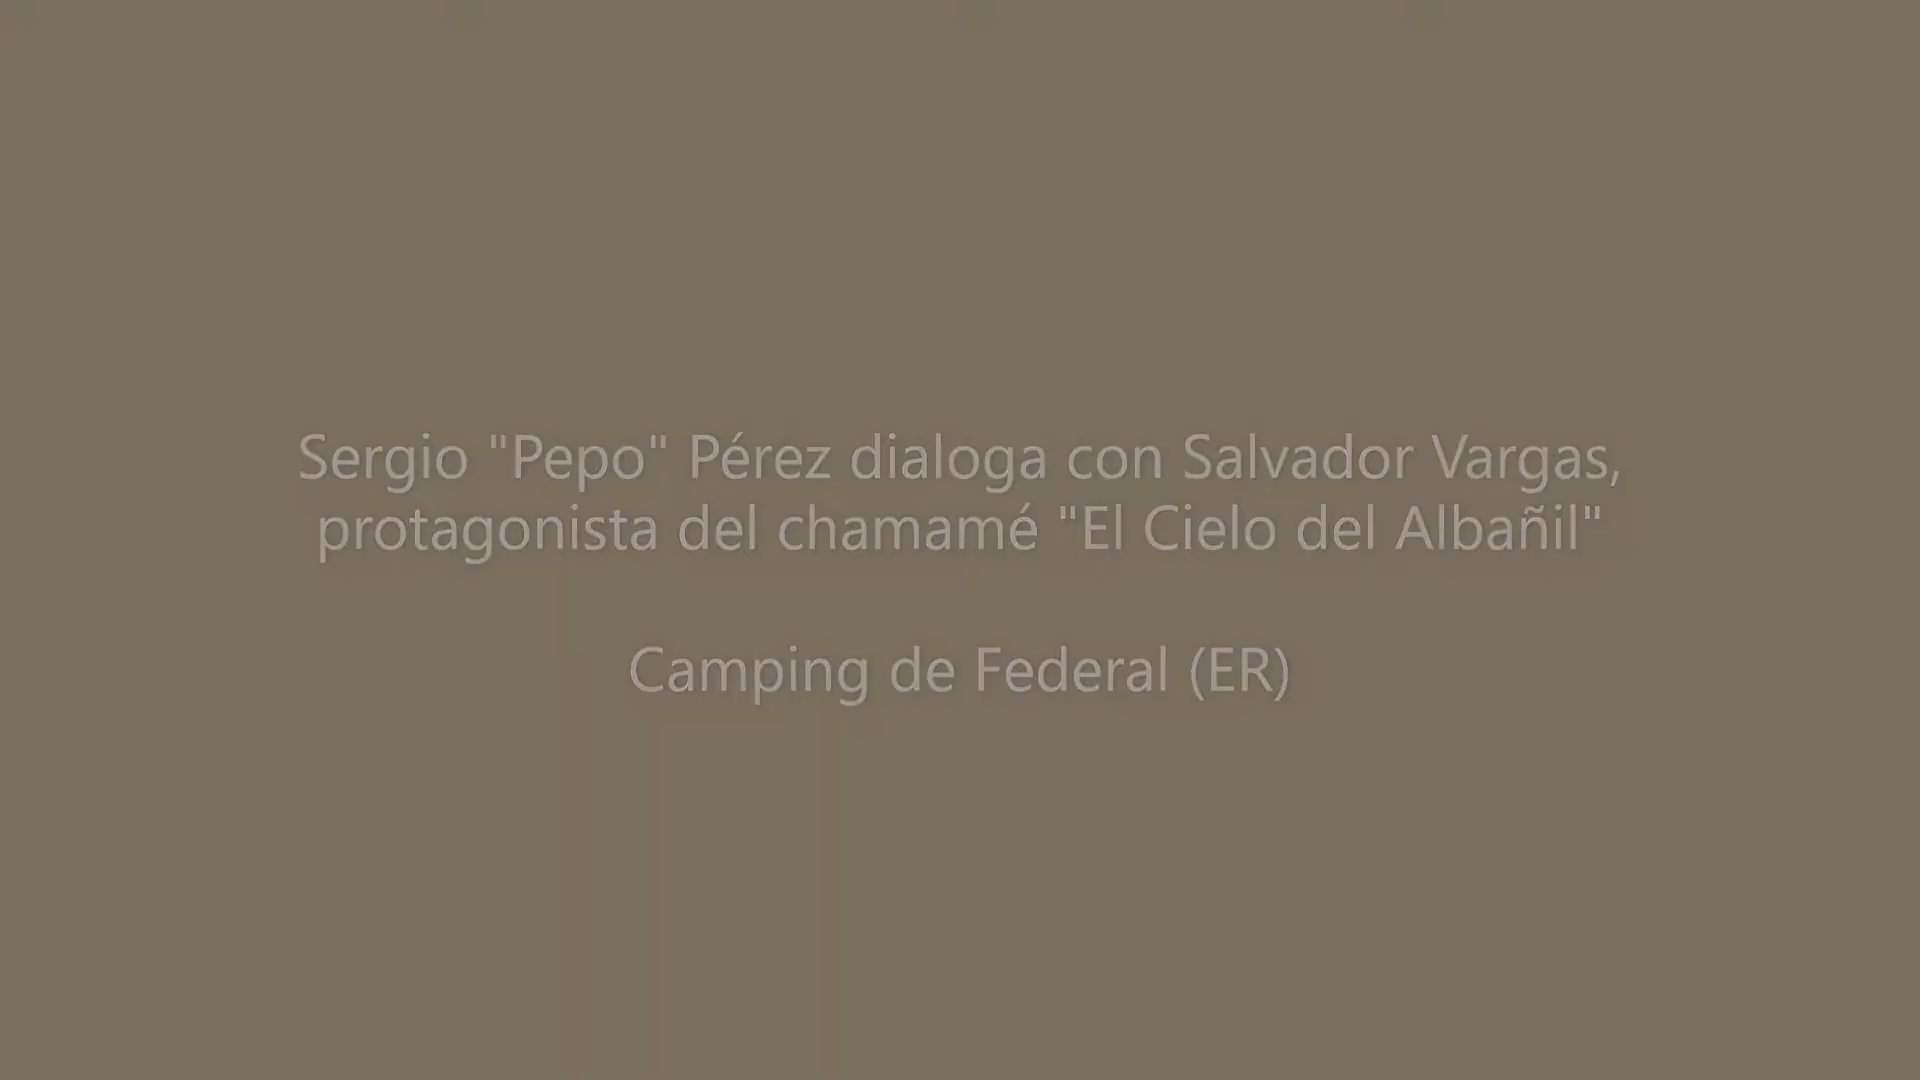 Sergio "Pepo" Pérez dialoga con Salvador Vargas,
protagonista del chamamé "El Cielo del Albañil"
Camping de Federal (ER)